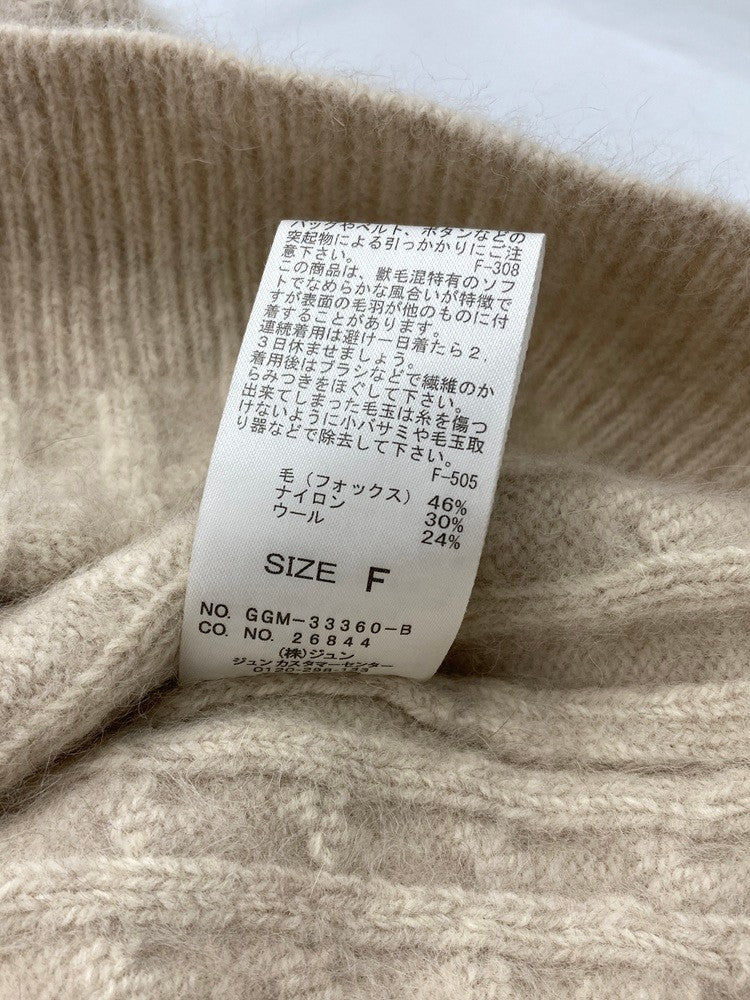 バッグやベルト、ボタンなどの
突起物による引っかかりにご注
意下さい。 F-308
この商品は、獣毛混特有のソフ
トでなめらかな風合いが特徴で
すが表面の毛羽が他のものに付
着することがあります。
連続着用は避け一日着たら２．
３日休ませましょう。
着用後はブラシなどで繊維のか
らみつきをほぐして下さい。
出来てしまった毛玉は糸を傷つ
けないように小バサミや毛玉取
り器などで除去して下さい。
F-505
毛（フォックス） 46%
ナイロン 30%
ウール 24%
SIZE F
NO. GGM-33360-B
CO. NO. 26844
(株)ジュン
ジュン カスタマーセンター
0120-298-133